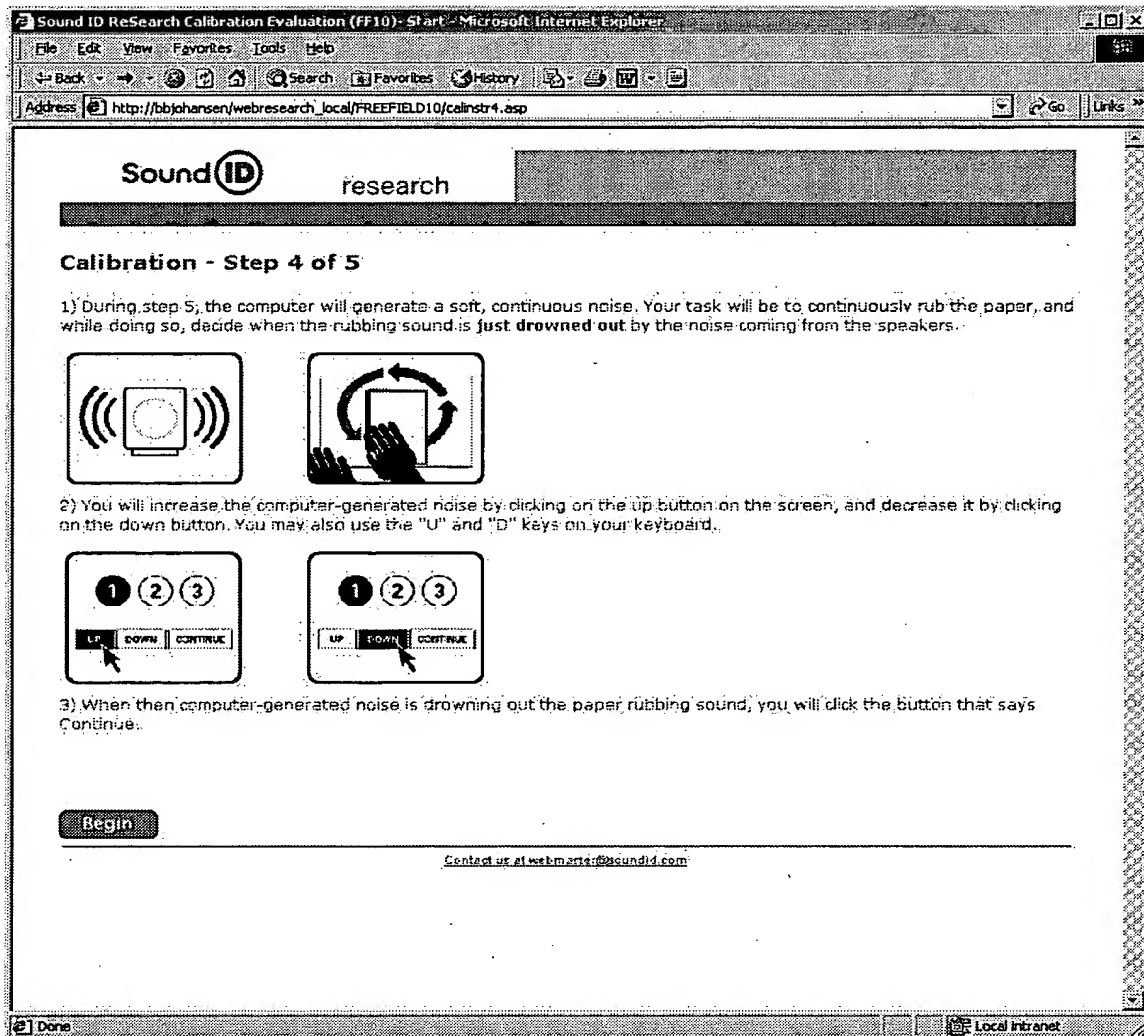 Sound ID ReSearch Calibration Evaluation (FF10)- Start - Microsoft Internet Explorer
File Edit View Favorites Tools Help
Back Search Favorites History
Address http://bbjohansen/webresearch_local/FREEFIELD10/calinstr4.asp Go Links »
Sound ID research
Calibration - Step 4 of 5
1) During step 5, the computer will generate a soft, continuous noise. Your task will be to continuously rub the paper, and
while doing so, decide when the rubbing sound is just drowned out by the noise coming from the speakers.
2) You will increase the computer-generated noise by clicking on the up button on the screen, and decrease it by clicking
on the down button. You may also use the "U" and "D" keys on your keyboard.
1 2 3 1 2 3
UP DOWN CONTINUE UP DOWN CONTINUE
3) When then computer-generated noise is drowning out the paper rubbing sound, you will click the button that says
Continue.
Begin
Contact us at webmaster@soundid.com
Done Local intranet